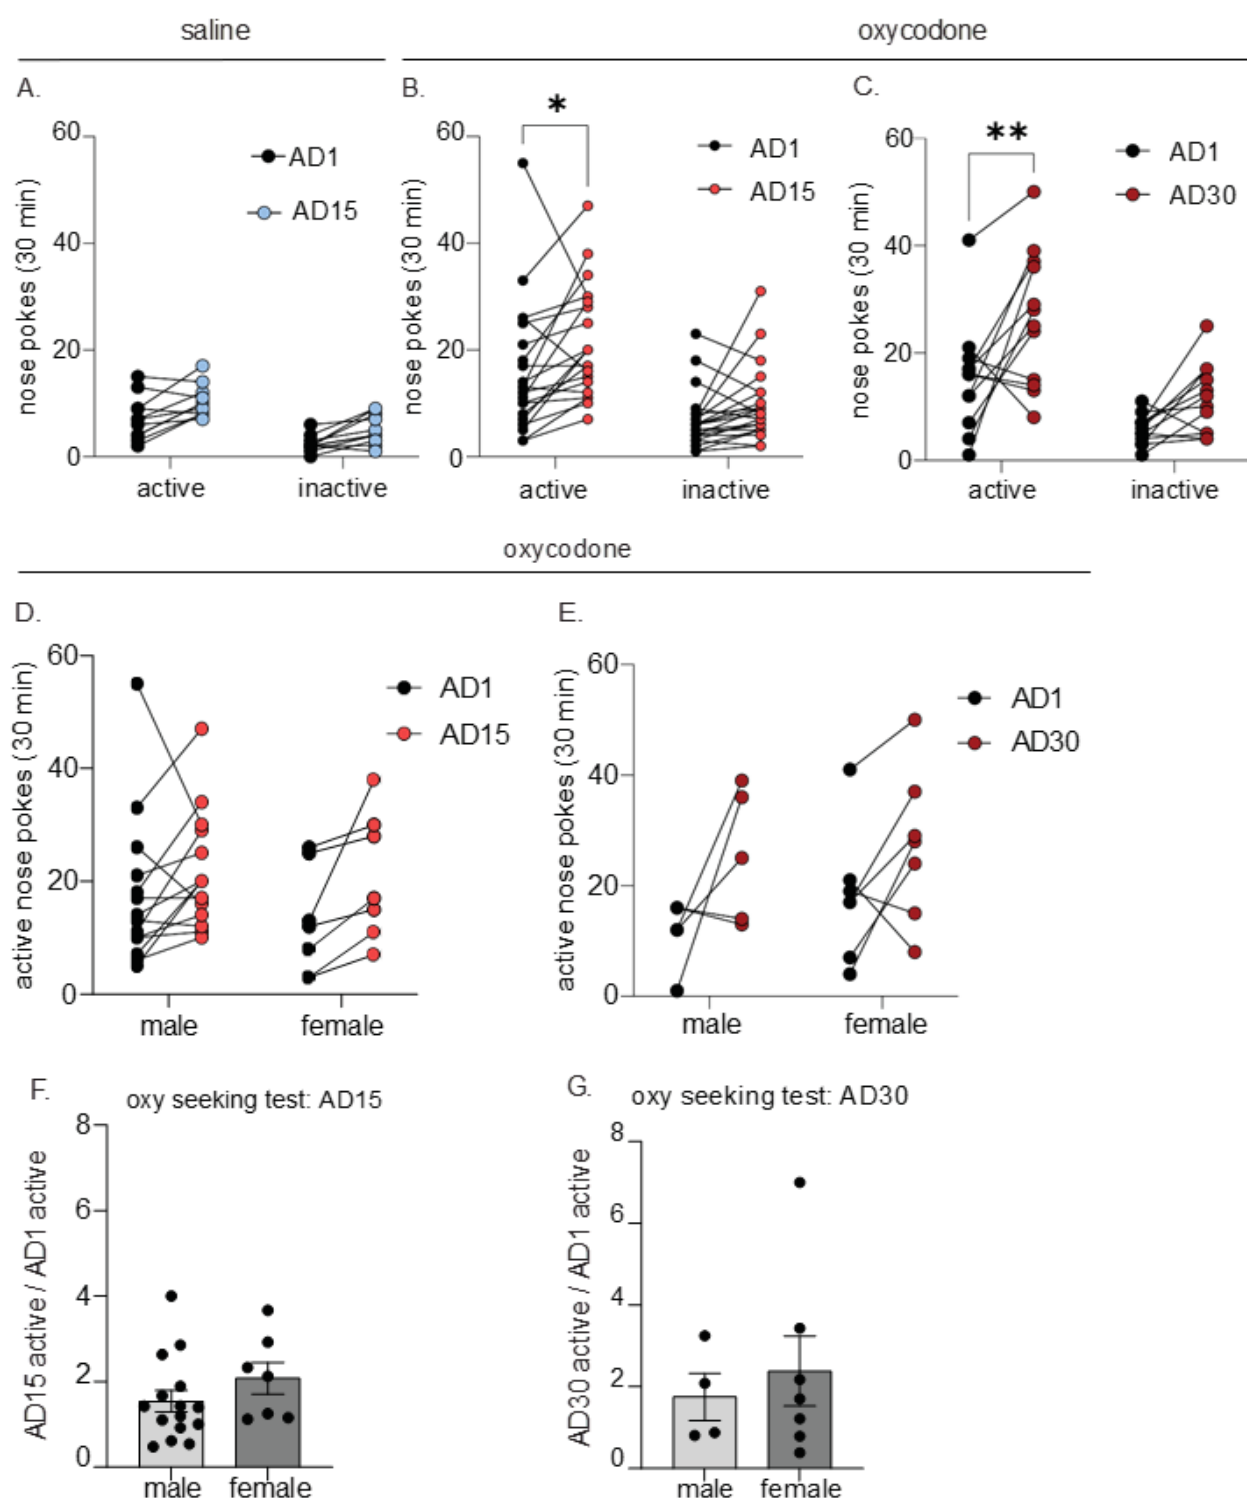 saline
oxycodone
A.
B.
C.
nose pokes (30 min)
60
40
20
0
AD1
AD15
active
inactive
nose pokes (30 min)
60
40
20
0
*
AD1
AD15
active
inactive
nose pokes (30 min)
60
40
20
0
**
AD1
AD30
active
inactive
oxycodone
D.
E.
active nose pokes (30 min)
60
40
20
0
AD1
AD15
male
female
active nose pokes (30 min)
60
40
20
0
AD1
AD30
male
female
F.
oxy seeking test: AD15
AD15 active / AD1 active
8
6
4
2
0
male
female
G.
oxy seeking test: AD30
AD30 active / AD1 active
8
6
4
2
0
male
female